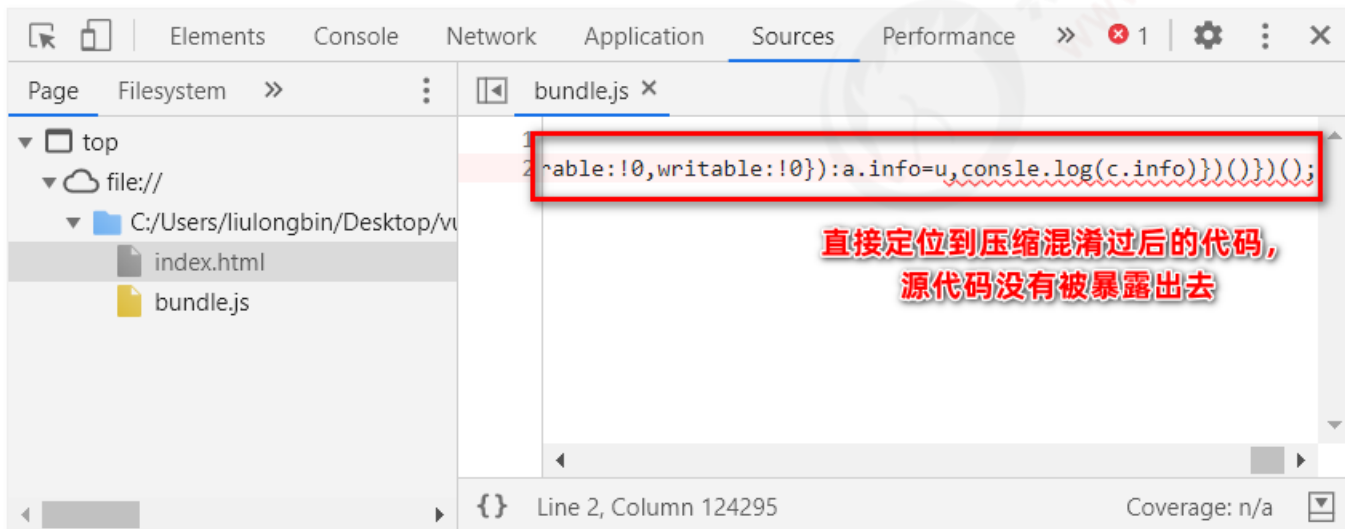 Elements Console Network Application Sources Performance » 1
Page Filesystem » bundle.js ×
top
1
file://
2 rable:!0,writable:!0}):a.info=u,consle.log(c.info)})()})();
C:/Users/liulongbin/Desktop/vu
index.html
bundle.js
直接定位到压缩混淆过后的代码，
源代码没有被暴露出去
{} Line 2, Column 124295 Coverage: n/a